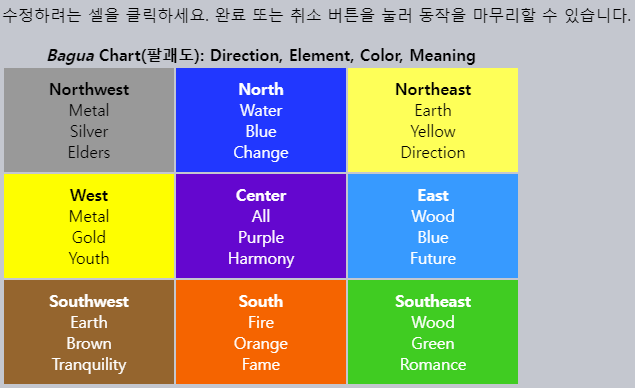 수정하려는 셀을 클릭하세요. 완료 또는 취소 버튼을 눌러 동작을 마무리할 수 있습니다.
Bagua Chart(팔괘도): Direction, Element, Color, Meaning
Northwest
Metal
Silver
Elders
North
Water
Blue
Change
Northeast
Earth
Yellow
Direction
West
Metal
Gold
Youth
Center
All
Purple
Harmony
East
Wood
Blue
Future
Southwest
Earth
Brown
Tranquility
South
Fire
Orange
Fame
Southeast
Wood
Green
Romance